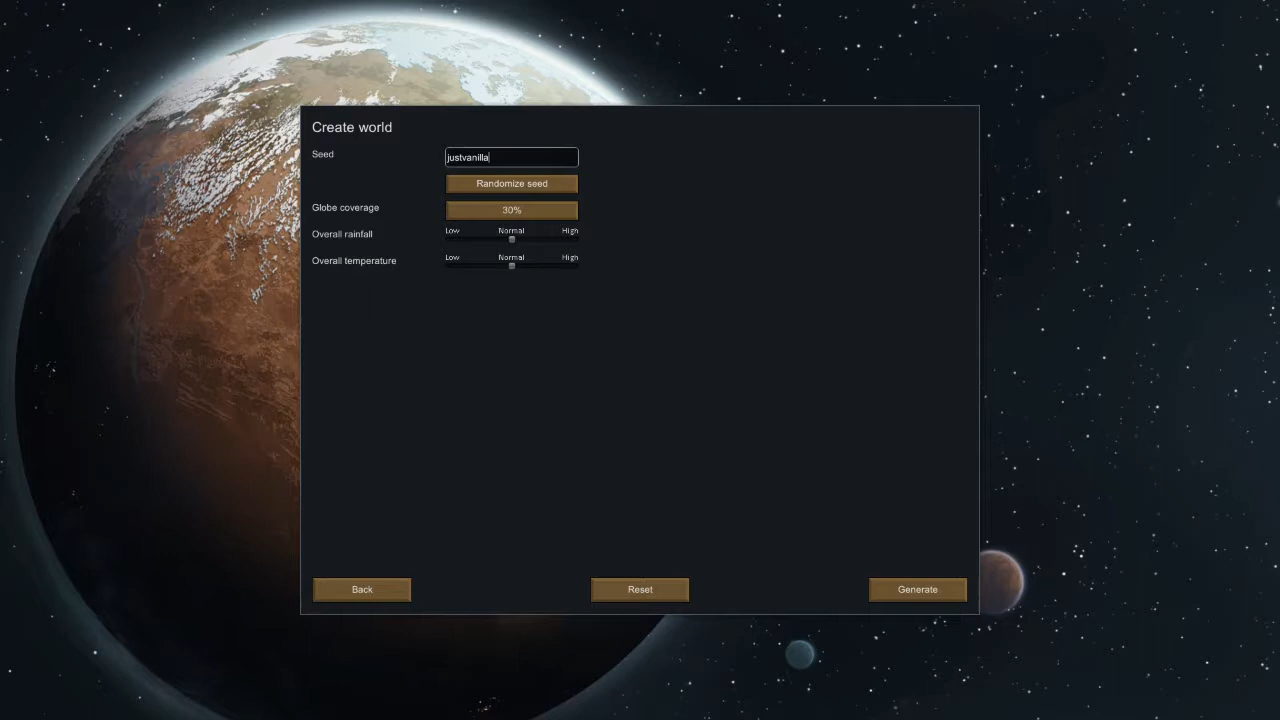 Create world
Seed
justvanilla
Randomize seed
Globe coverage
30%
Overall rainfall
Low Normal High
Overall temperature
Low Normal High
Back Reset Generate